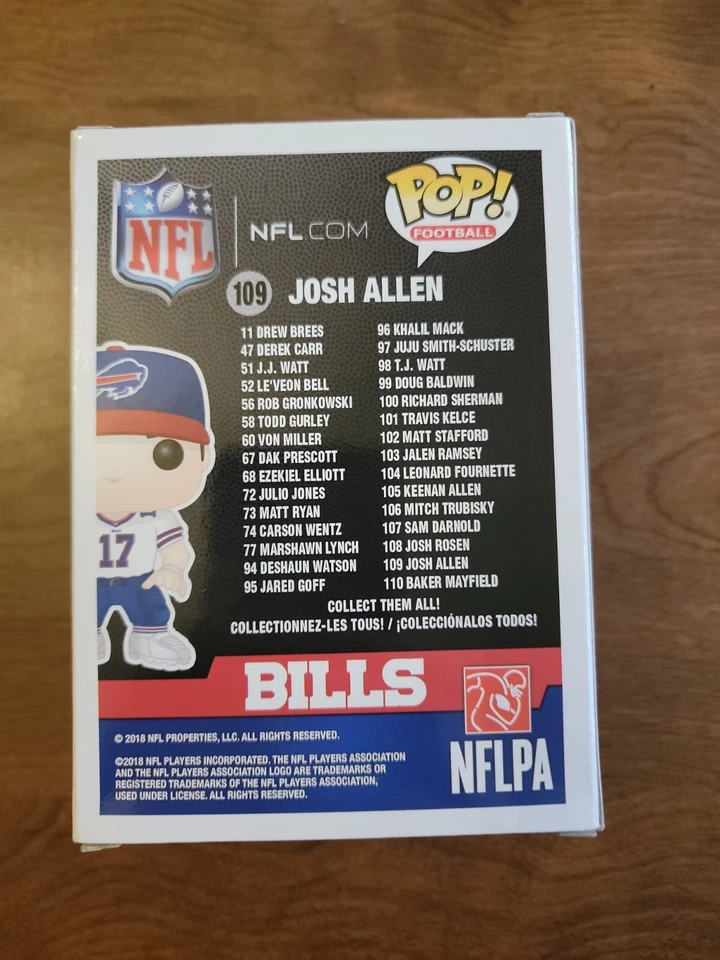 NFL
NFL.COM
POP!
FOOTBALL
109 JOSH ALLEN
11 DREW BREES
47 DEREK CARR
51 J.J. WATT
52 LE'VEON BELL
56 ROB GRONKOWSKI
58 TODD GURLEY
60 VON MILLER
67 DAK PRESCOTT
68 EZEKIEL ELLIOTT
72 JULIO JONES
73 MATT RYAN
74 CARSON WENTZ
77 MARSHAWN LYNCH
94 DESHAUN WATSON
95 JARED GOFF
96 KHALIL MACK
97 JUJU SMITH-SCHUSTER
98 T.J. WATT
99 DOUG BALDWIN
100 RICHARD SHERMAN
101 TRAVIS KELCE
102 MATT STAFFORD
103 JALEN RAMSEY
104 LEONARD FOURNETTE
105 KEENAN ALLEN
106 MITCH TRUBISKY
107 SAM DARNOLD
108 JOSH ROSEN
109 JOSH ALLEN
110 BAKER MAYFIELD
COLLECT THEM ALL!
COLLECTIONNEZ-LES TOUS! / ¡COLECCIÓNALOS TODOS!
17
BILLS
NFLPA
© 2018 NFL PROPERTIES, LLC. ALL RIGHTS RESERVED.
©2018 NFL PLAYERS INCORPORATED. THE NFL PLAYERS ASSOCIATION
AND THE NFL PLAYERS ASSOCIATION LOGO ARE TRADEMARKS OR
REGISTERED TRADEMARKS OF THE NFL PLAYERS ASSOCIATION,
USED UNDER LICENSE. ALL RIGHTS RESERVED.